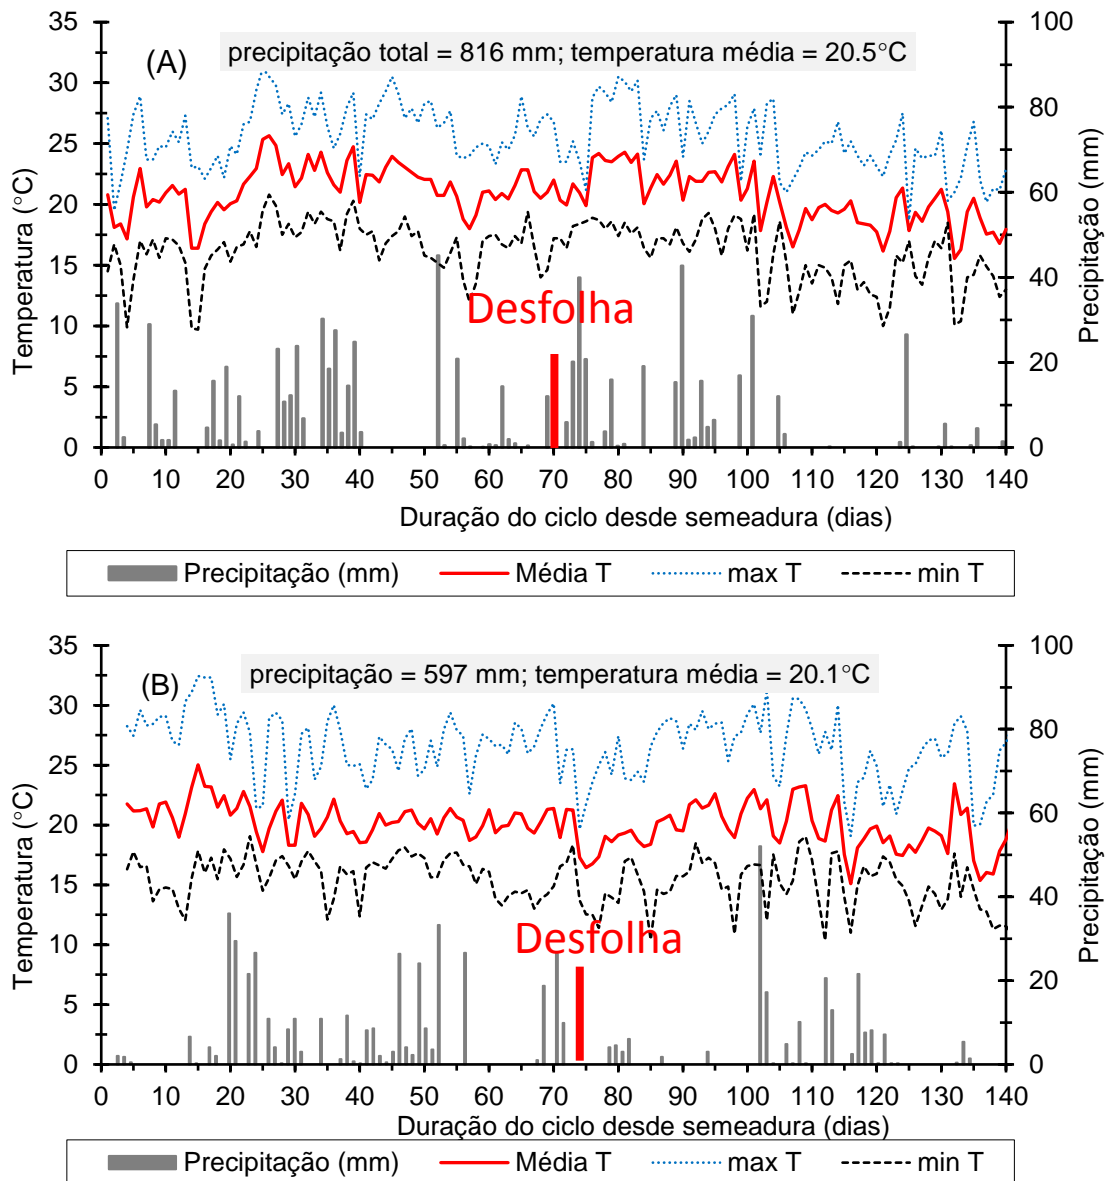 35
30
25
20
15
10
5
0
Temperatura (°C)
(A)
precipitação total = 816 mm; temperatura média = 20.5°C
Desfolha
100
80
60
40
20
0
Precipitação (mm)
0 10 20 30 40 50 60 70 80 90 100 110 120 130 140
Duração do ciclo desde semeadura (dias)
Precipitação (mm) Média T max T min T
35
30
25
20
15
10
5
0
Temperatura (°C)
(B)
precipitação = 597 mm; temperatura média = 20.1°C
Desfolha
100
80
60
40
20
0
Precipitação (mm)
0 10 20 30 40 50 60 70 80 90 100 110 120 130 140
Duração do ciclo desde semeadura (dias)
Precipitação (mm) Média T max T min T